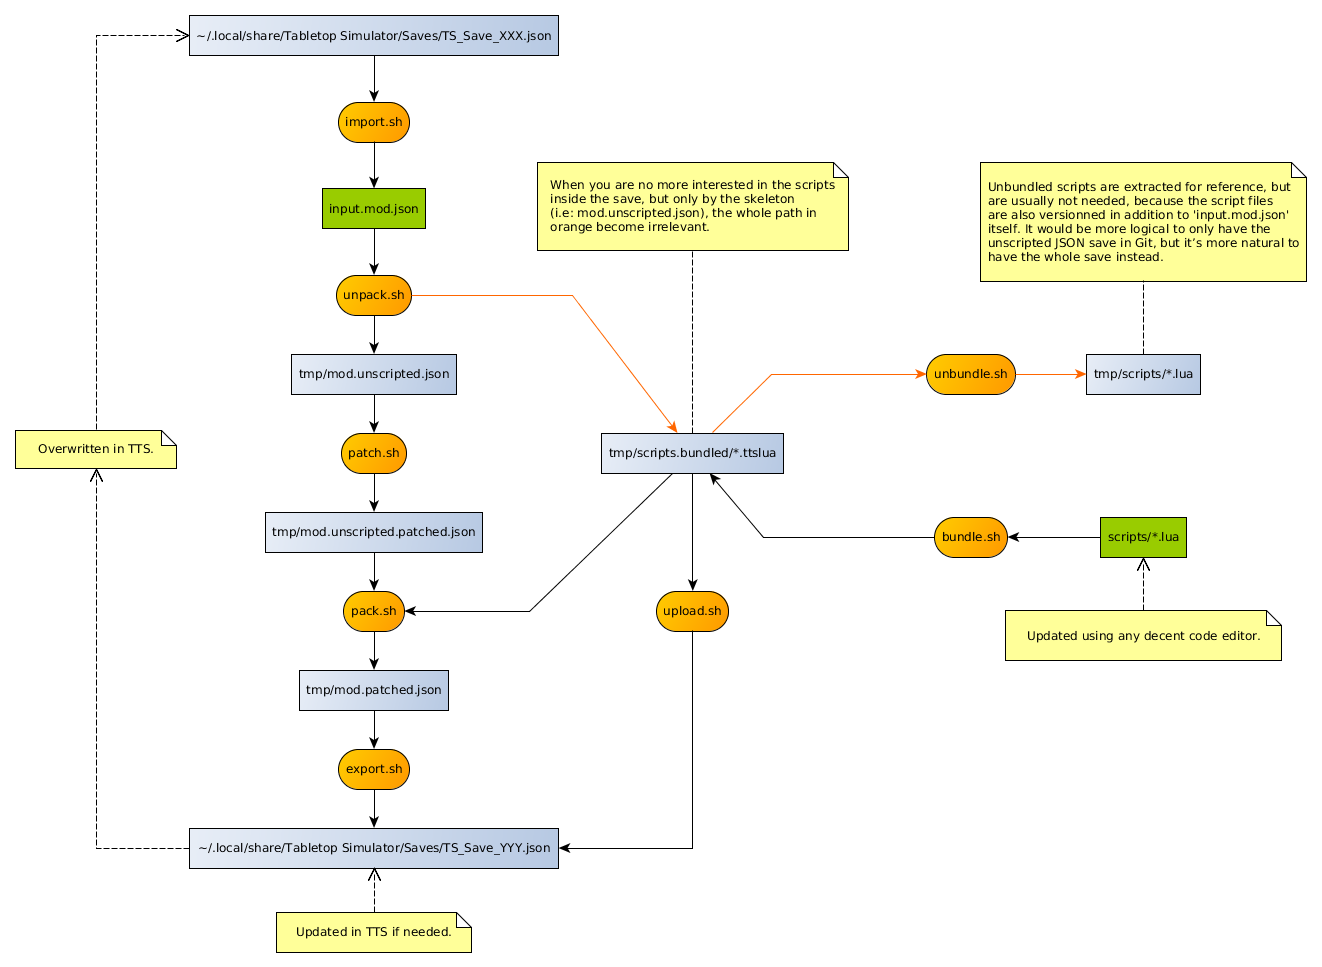 ~/.local/share/Tabletop Simulator/Saves/TS_Save_XXX.json
import.sh
input.mod.json
When you are no more interested in the scripts
inside the save, but only by the skeleton
(i.e: mod.unscripted.json), the whole path in
orange become irrelevant.
Unbundled scripts are extracted for reference, but
are usually not needed, because the script files
are also versionned in addition to 'input.mod.json'
itself. It would be more logical to only have the
unscripted JSON save in Git, but it’s more natural to
have the whole save instead.
unpack.sh
tmp/mod.unscripted.json
unbundle.sh
tmp/scripts/*.lua
Overwritten in TTS.
patch.sh
tmp/scripts.bundled/*.ttslua
tmp/mod.unscripted.patched.json
bundle.sh
scripts/*.lua
pack.sh
upload.sh
Updated using any decent code editor.
tmp/mod.patched.json
export.sh
~/.local/share/Tabletop Simulator/Saves/TS_Save_YYY.json
Updated in TTS if needed.